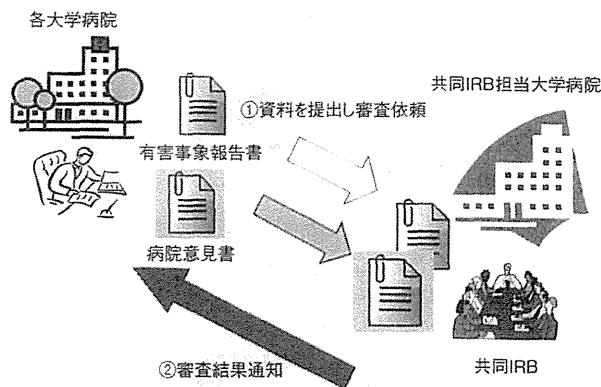 各大学病院
共同IRB担当大学病院
①資料を提出し審査依頼
有害事象報告書
病院意見書
②審査結果通知
共同IRB